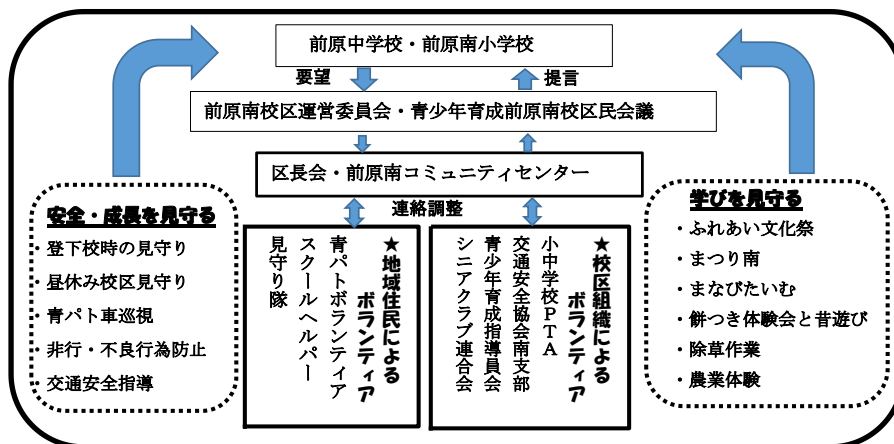 前原中学校・前原南小学校
要望
提言
前原南校区運営委員会・青少年育成前原南校区民会議
区長会・前原南コミュニティセンター
連絡調整
安全・成長を見守る
・登下校時の見守り
・昼休み校区見守り
・青パト車巡視
・非行・不良行為防止
・交通安全指導
★地域住民による
ボランティア
青パトボランティア
スクールヘルパー
見守り隊
★校区組織による
ボランティア
小中学校PTA
交通安全協会南支部
青少年育成指導員会
シニアクラブ連合会
学びを見守る
・ふれあい文化祭
・まつり南
・まなびたいむ
・餅つき体験会と昔遊び
・除草作業
・農業体験